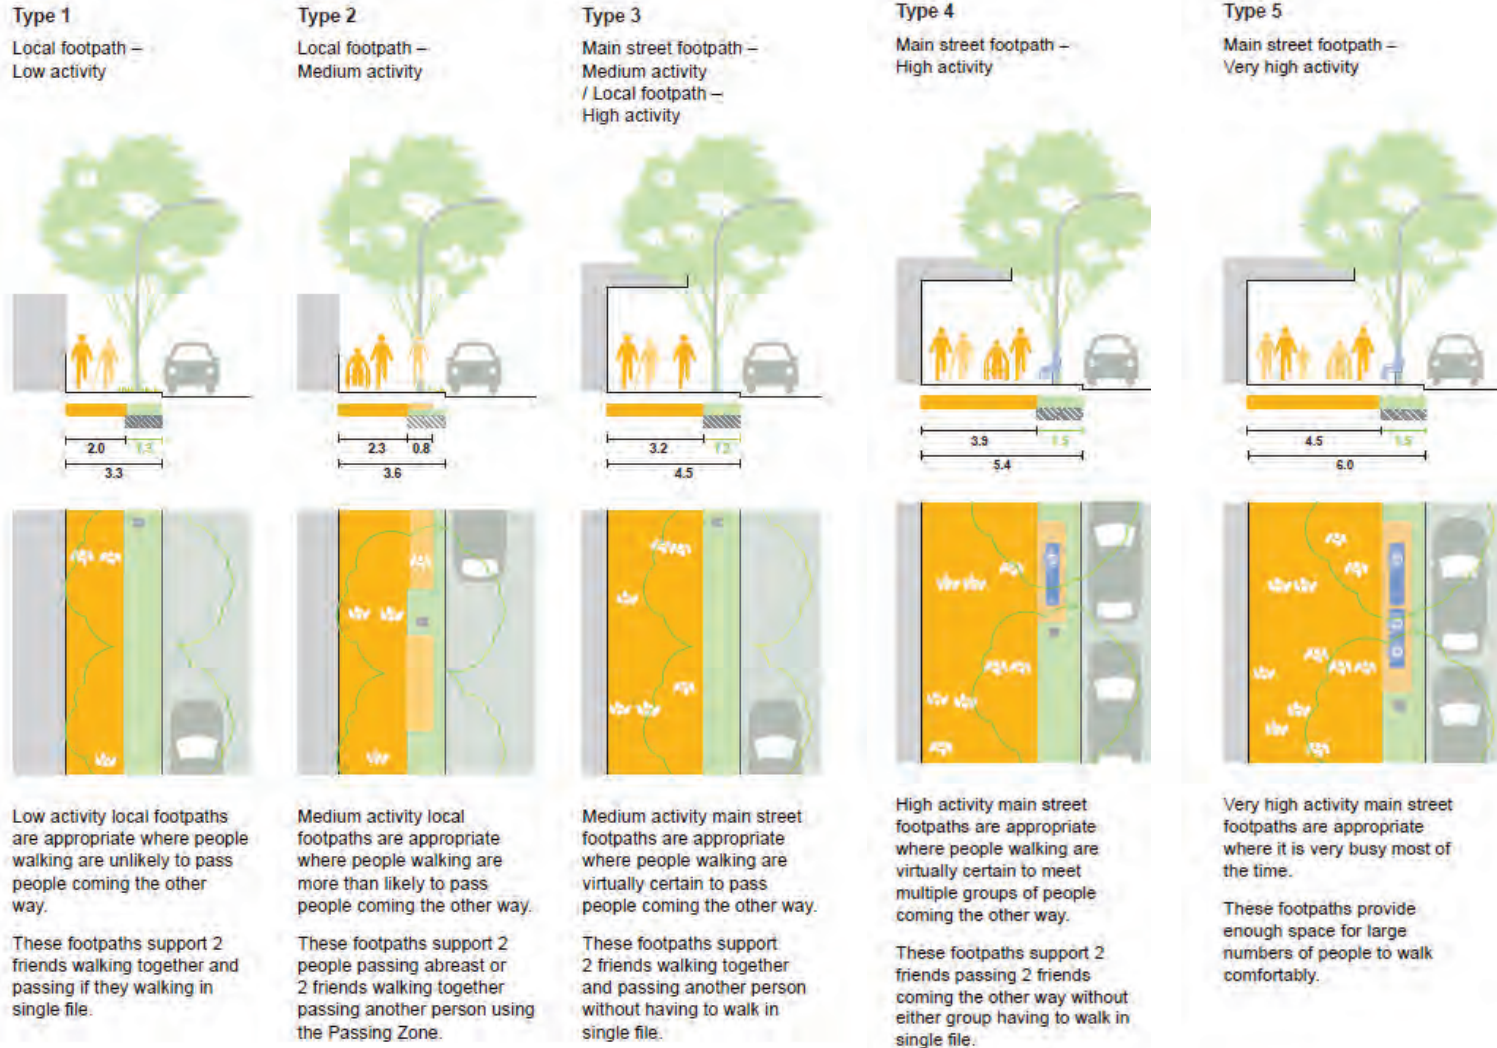 Type 1
Local footpath –
Low activity
2.0
1.3
3.3
Low activity local footpaths
are appropriate where people
walking are unlikely to pass
people coming the other
way.
These footpaths support 2
friends walking together and
passing if they walking in
single file.
Type 2
Local footpath –
Medium activity
2.3
0.8
3.6
Medium activity local
footpaths are appropriate
where people walking are
more than likely to pass
people coming the other way.
These footpaths support 2
people passing abreast or
2 friends walking together
passing another person using
the Passing Zone.
Type 3
Main street footpath –
Medium activity
/ Local footpath –
High activity
3.2
1.3
4.5
Medium activity main street
footpaths are appropriate
where people walking are
virtually certain to pass
people coming the other way.
These footpaths support
2 friends walking together
and passing another person
without having to walk in
single file.
Type 4
Main street footpath –
High activity
3.9
1.5
5.4
High activity main street
footpaths are appropriate
where people walking are
virtually certain to meet
multiple groups of people
coming the other way.
These footpaths support 2
friends passing 2 friends
coming the other way without
either group having to walk in
single file.
Type 5
Main street footpath –
Very high activity
4.5
1.5
6.0
Very high activity main street
footpaths are appropriate
where it is very busy most of
the time.
These footpaths provide
enough space for large
numbers of people to walk
comfortably.